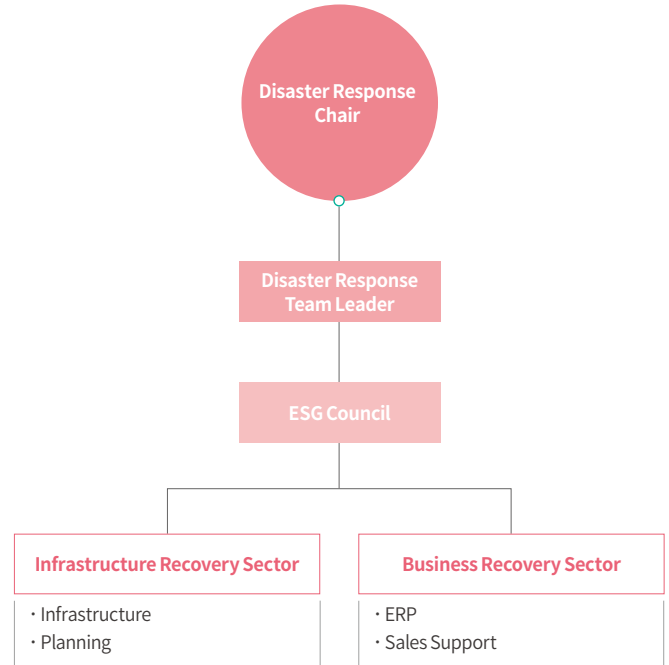 Disaster Response
Chair
Disaster Response
Team Leader
ESG Council
Infrastructure Recovery Sector
· Infrastructure
· Planning
Business Recovery Sector
· ERP
· Sales Support